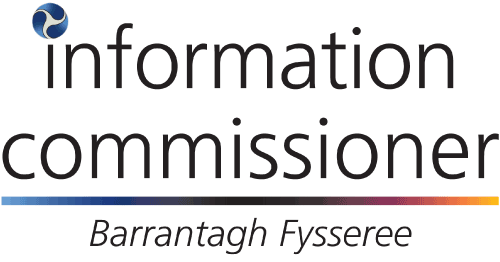 information
commissioner
Barrantagh Fysseree